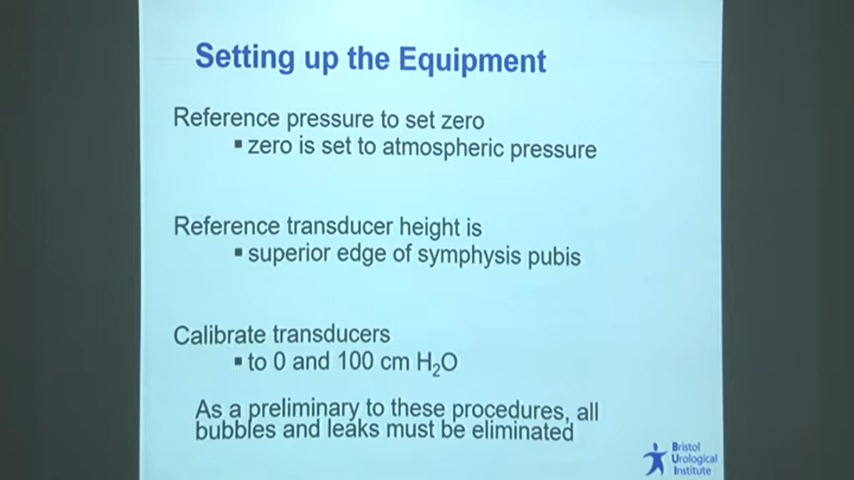 Setting up the Equipment
Reference pressure to set zero
▪ zero is set to atmospheric pressure
Reference transducer height is
▪ superior edge of symphysis pubis
Calibrate transducers
▪ to 0 and 100 cm H₂O
As a preliminary to these procedures, all
bubbles and leaks must be eliminated
Bristol
Urological
Institute